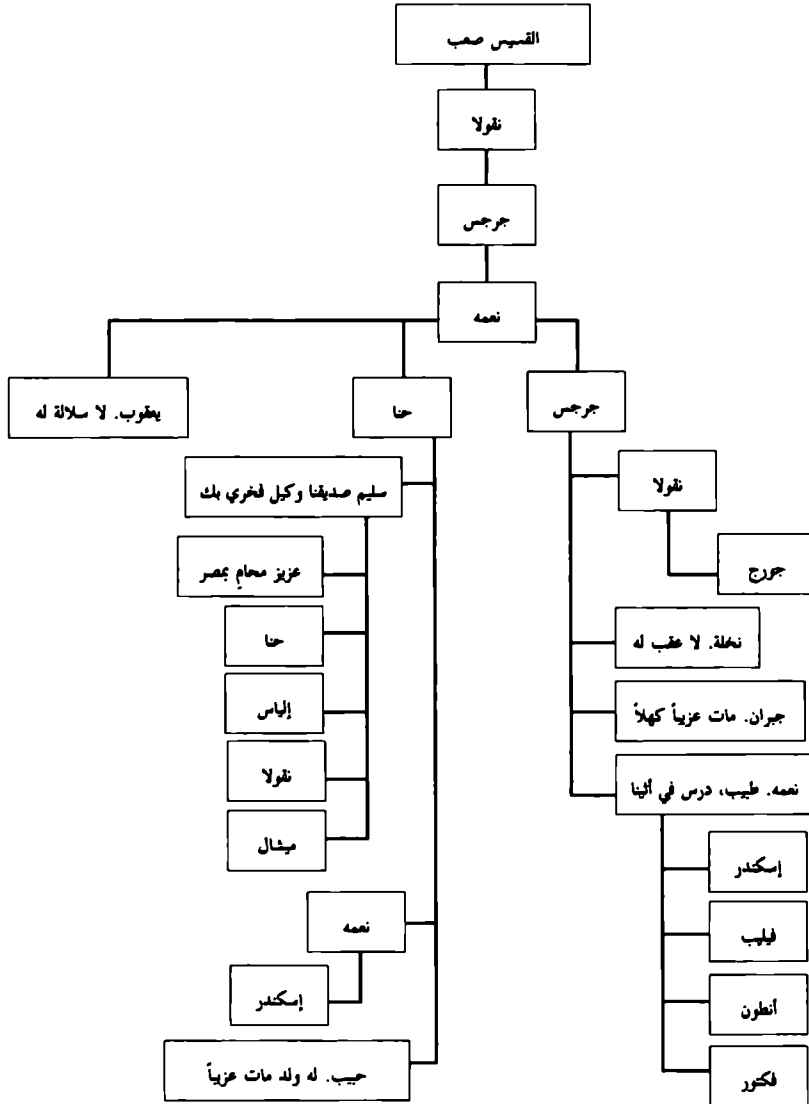 القسيس صعب
نقولا
جرجس
نعمه
جرجس
حنا
يعقوب. لا سلالة له
نقولا
جورج
نخلة. لا عقب له
جبران. مات عزيباً كهلاً
نعمه. طبيب، درس في أثينا
إسكندر
فيليب
أنطون
فكتور
سليم صديقنا وكيل فخري بك
عزيز محامٍ بمصر
حنا
إلياس
نقولا
ميشال
نعمه
إسكندر
حبيب. له ولد مات عزيباً